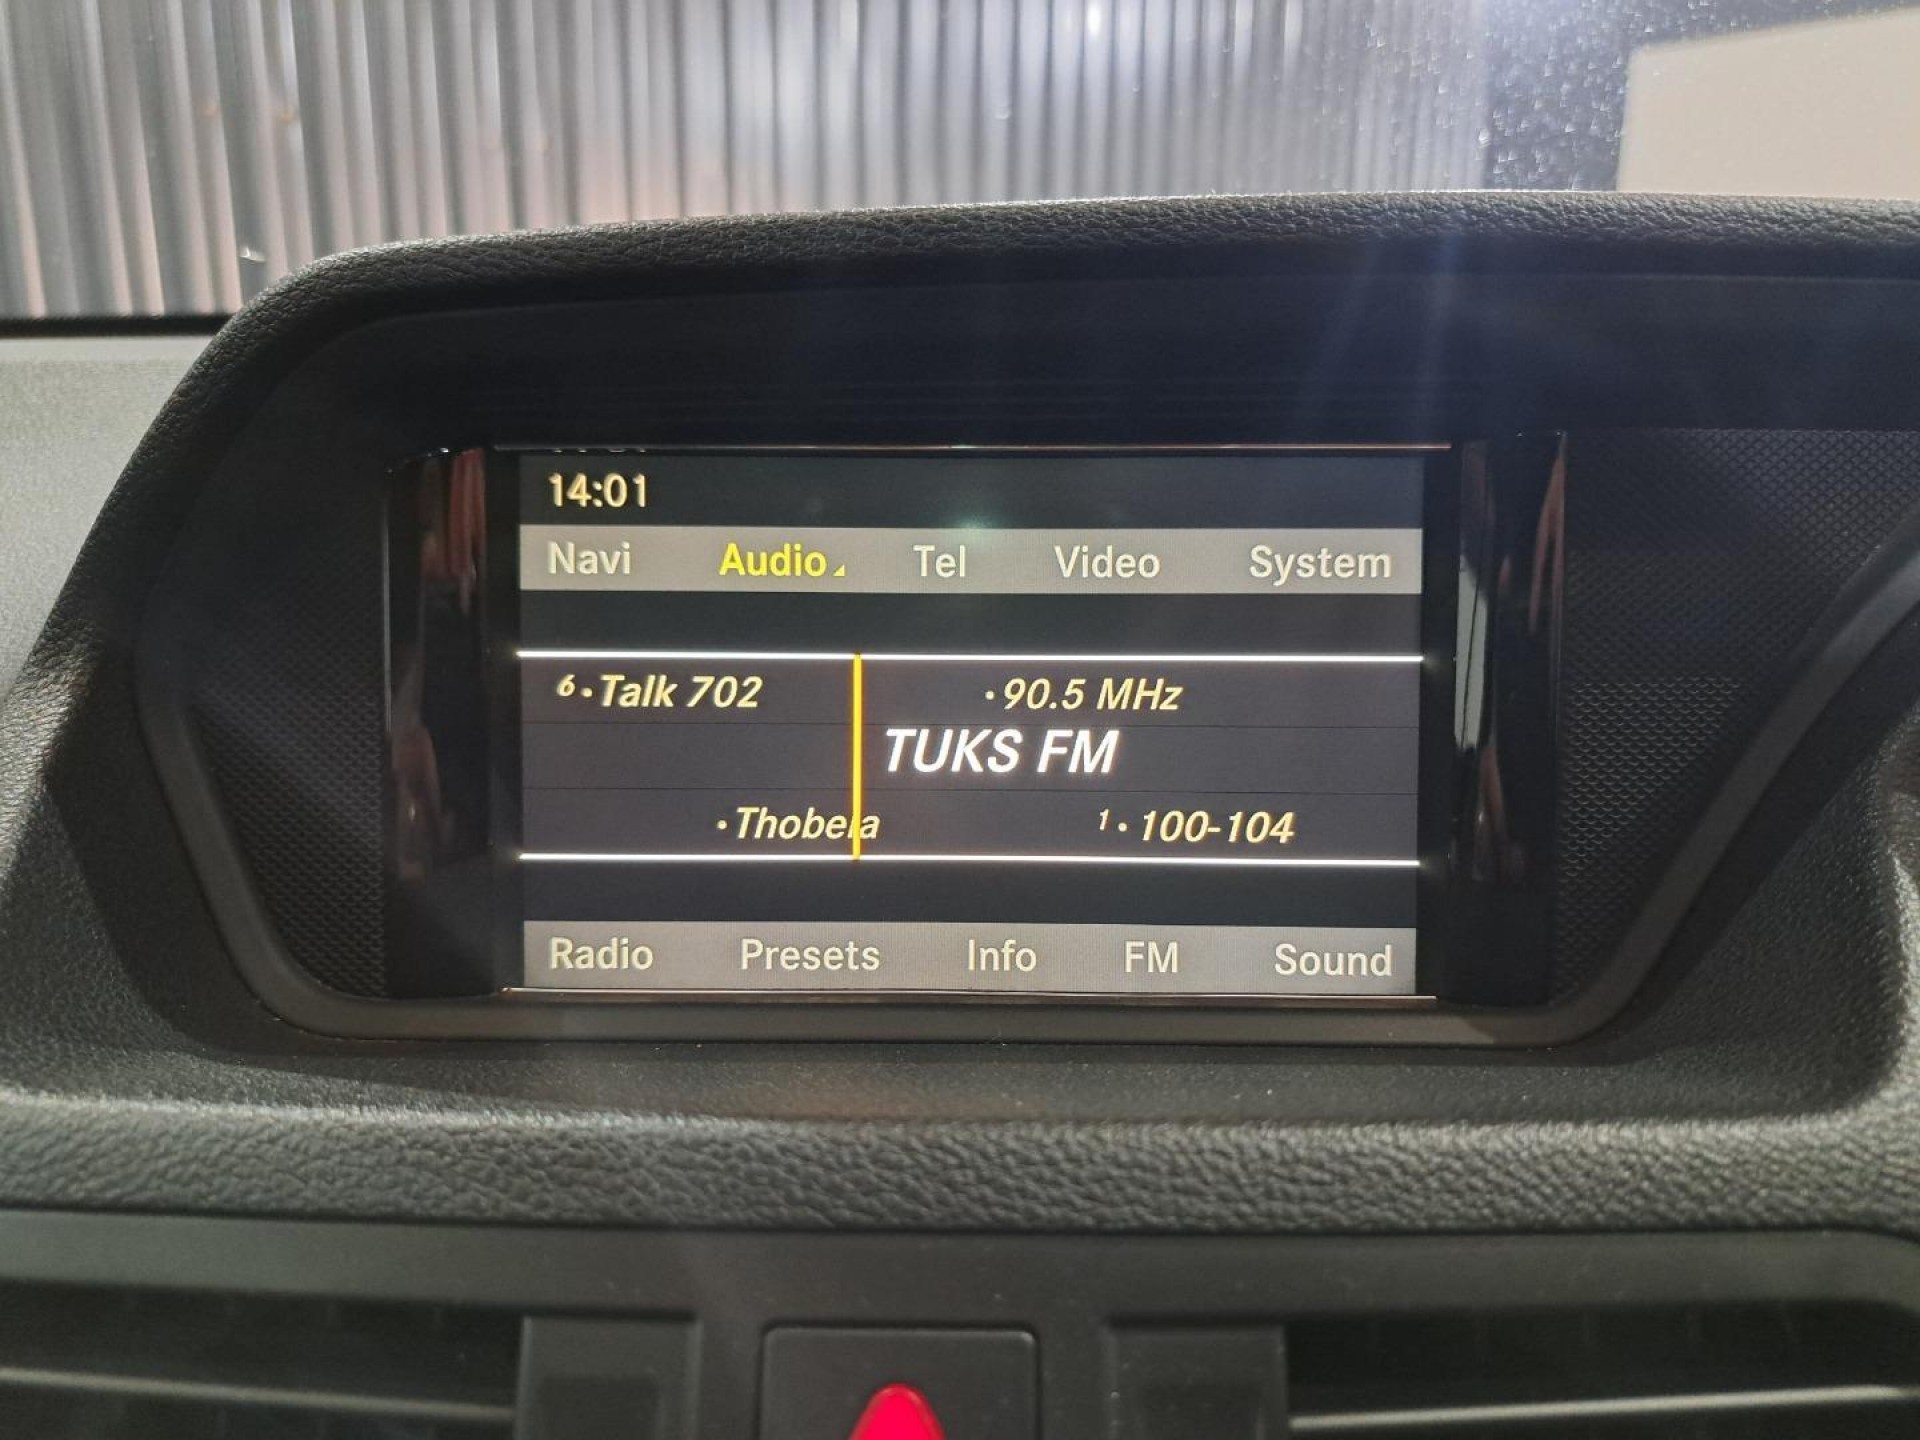 14:01
Navi Audio Tel Video System
6 • Talk 702 • 90.5 MHz
TUKS FM
• Thobela 1 • 100-104
Radio Presets Info FM Sound